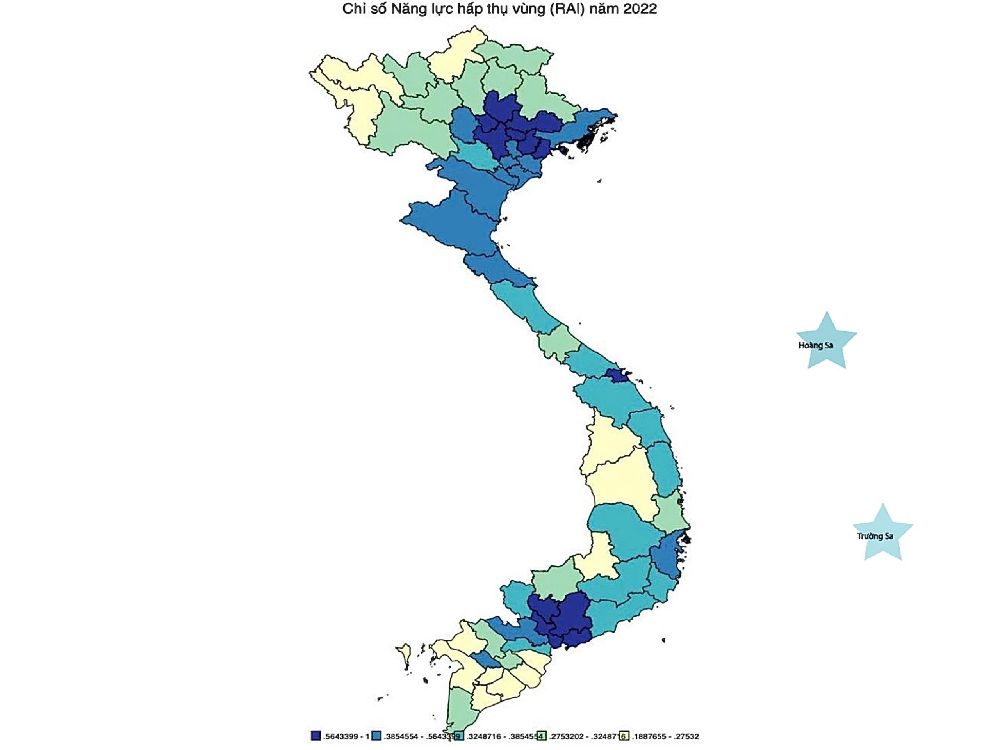 Chỉ số Năng lực hấp thụ vùng (RAI) năm 2022
Hoàng Sa
Trường Sa
.5643399 - 1 .3854554 - .5643399 .3248716 - .3854554 .2753202 - .3248716 .1887655 - .27532